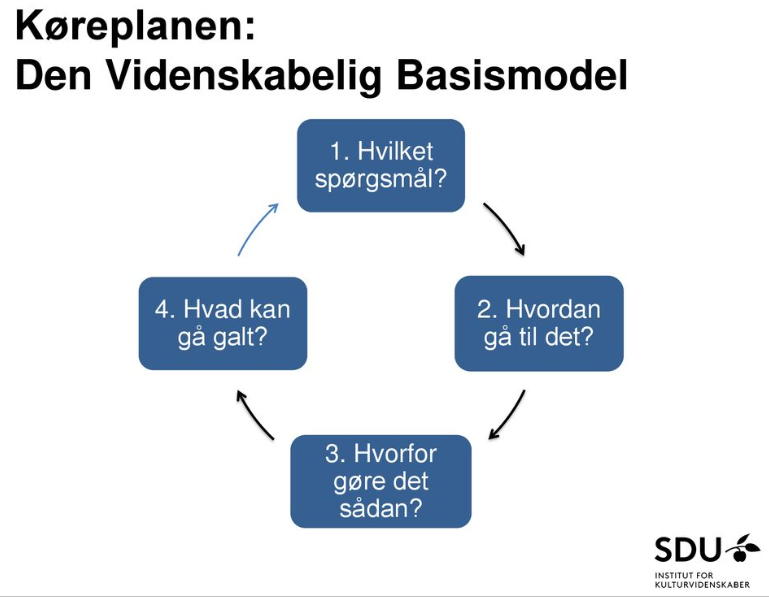 Køreplanen:
Den Videnskabelig Basismodel
1. Hvilket
spørgsmål?
2. Hvordan
gå til det?
3. Hvorfor
gøre det
sådan?
4. Hvad kan
gå galt?
SDU
INSTITUT FOR
KULTURVIDENSKABER